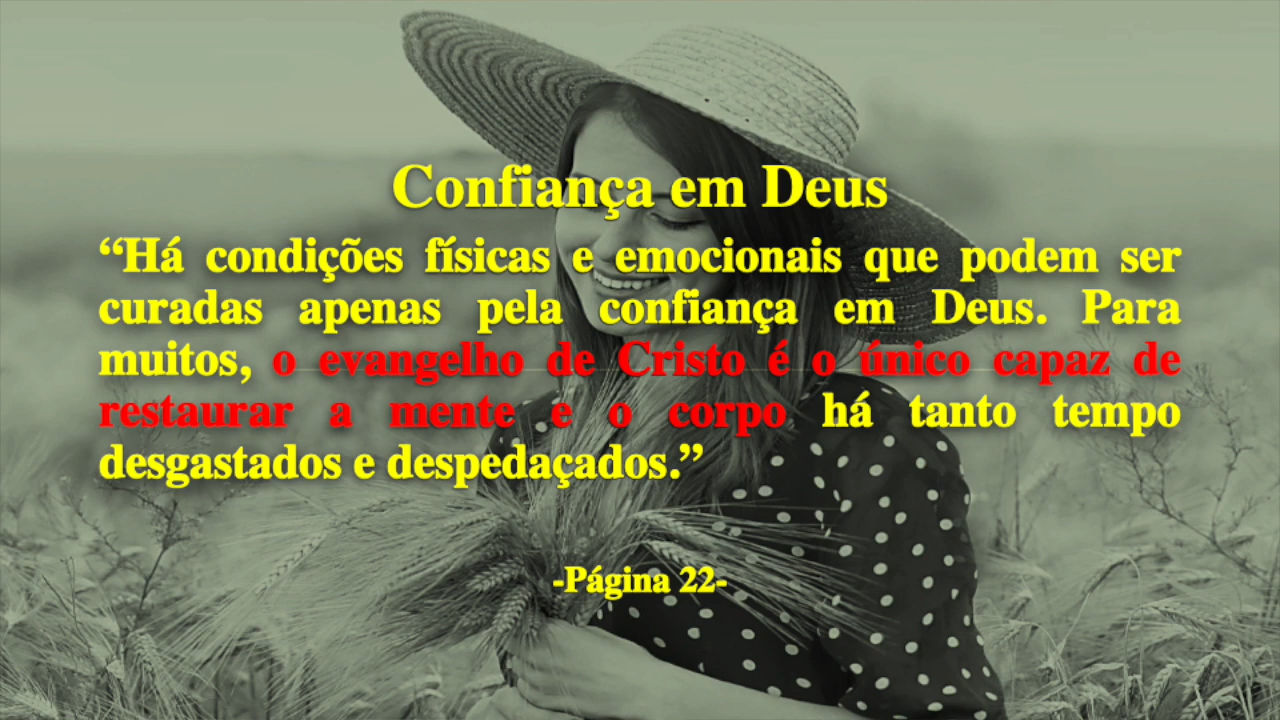 Confiança em Deus
“Há condições físicas e emocionais que podem ser
curadas apenas pela confiança em Deus. Para
muitos, o evangelho de Cristo é o único capaz de
restaurar a mente e o corpo há tanto tempo
desgastados e despedaçados.”
-Página 22-